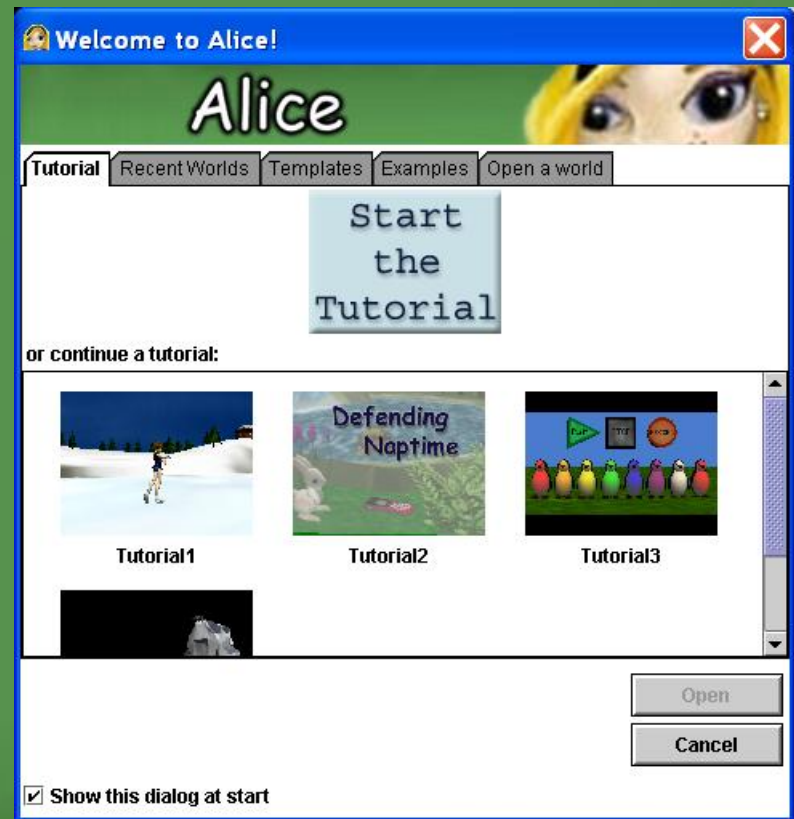 Welcome to Alice!
Alice
Tutorial Recent Worlds Templates Examples Open a world
Start
the
Tutorial
or continue a tutorial:
Defending
Naptime
Tutorial1 Tutorial2 Tutorial3
Open
Cancel
Show this dialog at start